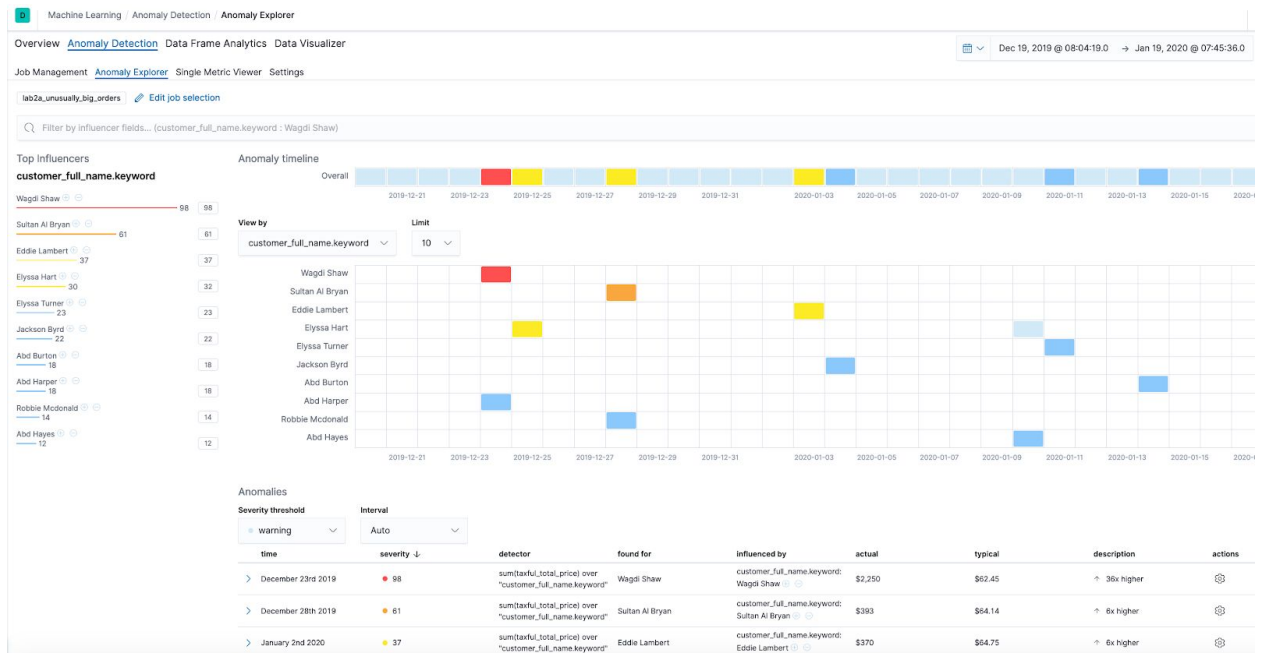 D Machine Learning / Anomaly Detection / Anomaly Explorer
Overview Anomaly Detection Data Frame Analytics Data Visualizer
Dec 19, 2019 @ 08:04:19.0 → Jan 19, 2020 @ 07:45:36.0
Job Management Anomaly Explorer Single Metric Viewer Settings
lab2a_unusually_big_orders Edit job selection
Filter by influencer fields... (customer_full_name.keyword : Wagdi Shaw)
Top Influencers
customer_full_name.keyword
Wagdi Shaw
98 98
Sultan Al Bryan
61 61
Eddie Lambert
37 37
Elyssa Hart
30 32
Elyssa Turner
23 23
Jackson Byrd
22 22
Abd Burton
18 18
Abd Harper
18 18
Robbie Mcdonald
14 14
Abd Hayes
12 12
Anomaly timeline
Overall
2019-12-21 2019-12-23 2019-12-25 2019-12-27 2019-12-29 2019-12-31 2020-01-03 2020-01-05 2020-01-07 2020-01-09 2020-01-11 2020-01-13 2020-01-15 2020-
View by Limit
customer_full_name.keyword 10
Wagdi Shaw
Sultan Al Bryan
Eddie Lambert
Elyssa Hart
Elyssa Turner
Jackson Byrd
Abd Burton
Abd Harper
Robbie Mcdonald
Abd Hayes
2019-12-21 2019-12-23 2019-12-25 2019-12-27 2019-12-29 2019-12-31 2020-01-03 2020-01-05 2020-01-07 2020-01-09 2020-01-11 2020-01-13 2020-01-15 2020-
Anomalies
Severity threshold Interval
warning Auto
time severity ↓ detector found for influenced by actual typical description actions
December 23rd 2019 98 sum(taxful_total_price) over "customer_full_name.keyword" Wagdi Shaw customer_full_name.keyword: Wagdi Shaw $2,250 $62.45 ↑ 36x higher
December 28th 2019 61 sum(taxful_total_price) over "customer_full_name.keyword" Sultan Al Bryan customer_full_name.keyword: Sultan Al Bryan $393 $64.14 ↑ 6x higher
January 2nd 2020 37 sum(taxful_total_price) over "customer_full_name.keyword" Eddie Lambert customer_full_name.keyword: Eddie Lambert $370 $64.75 ↑ 6x higher